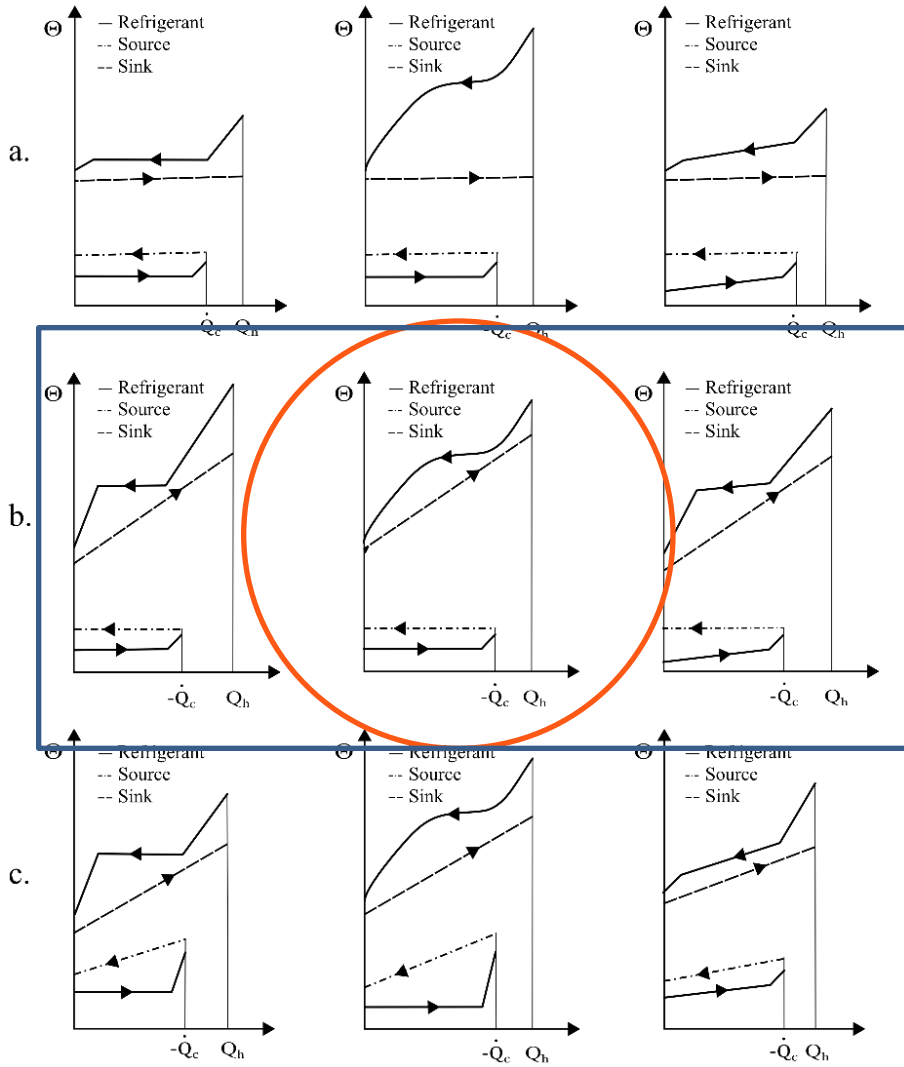 Θ
— Refrigerant
-·- Source
-- Sink
Θ
— Refrigerant
-·- Source
-- Sink
Θ
— Refrigerant
-·- Source
-- Sink
a.
Q̇c Qh
-Q̇c Qh
Q̇c Qh
Θ
— Refrigerant
-·- Source
-- Sink
Θ
— Refrigerant
-·- Source
-- Sink
Θ
— Refrigerant
-·- Source
-- Sink
b.
-Q̇c Qh
-Q̇c Qh
-Q̇c Qh
Θ
— Refrigerant
-·- Source
-- Sink
Θ
— Refrigerant
-·- Source
-- Sink
Θ
— Refrigerant
-·- Source
-- Sink
c.
-Q̇c Qh
-Q̇c Qh
-Q̇c Qh